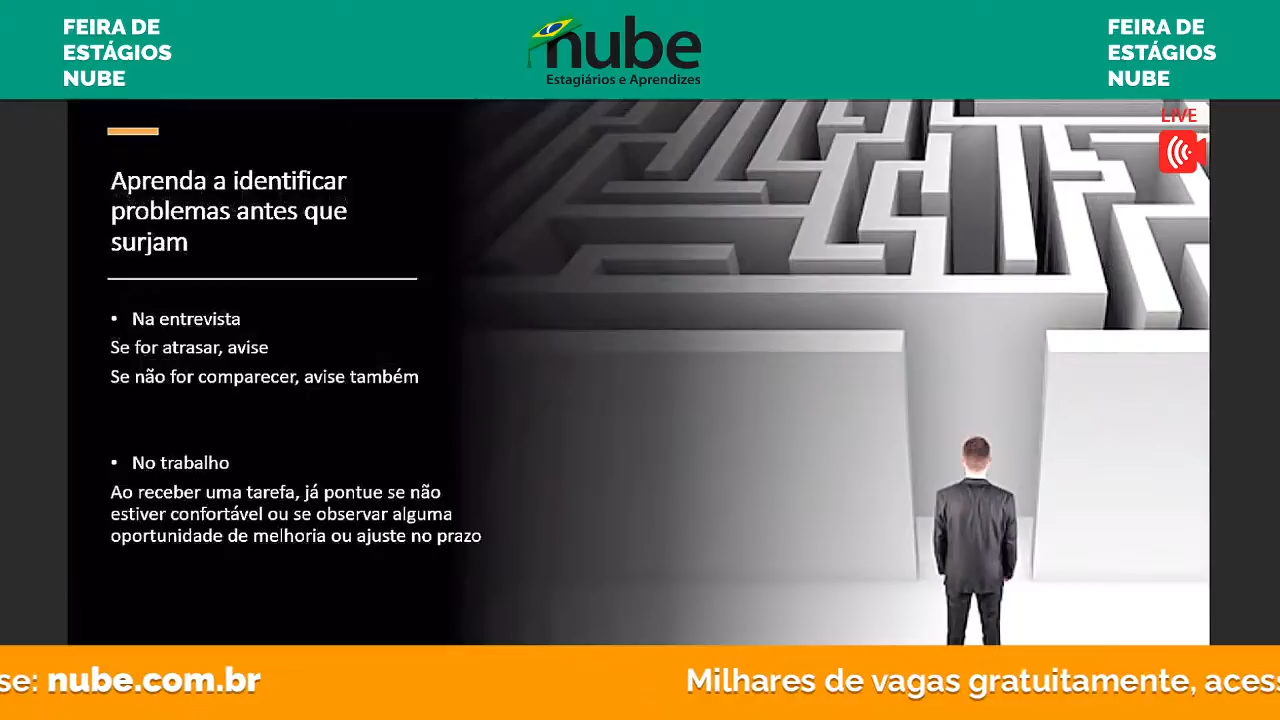 FEIRA DE
ESTÁGIOS
NUBE
nube
Estagiários e Aprendizes
FEIRA DE
ESTÁGIOS
NUBE
LIVE
Aprenda a identificar
problemas antes que
surjam
• Na entrevista
Se for atrasar, avise
Se não for comparecer, avise também
• No trabalho
Ao receber uma tarefa, já pontue se não
estiver confortável ou se observar alguma
oportunidade de melhoria ou ajuste no prazo
se: nube.com.br
Milhares de vagas gratuitamente, acess